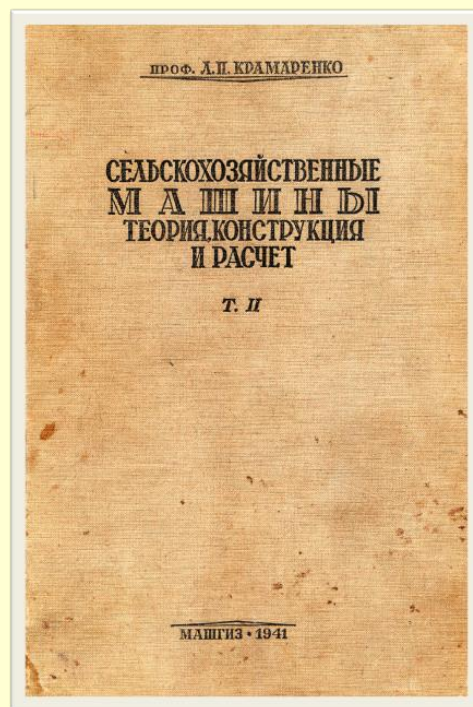 ПРОФ. Л.П. КРАМАРЕНКО
СЕЛЬСКОХОЗЯЙСТВЕННЫЕ
МАШИНЫ
ТЕОРИЯ, КОНСТРУКЦИЯ
И РАСЧЕТ
Т. II
МАШГИЗ • 1941